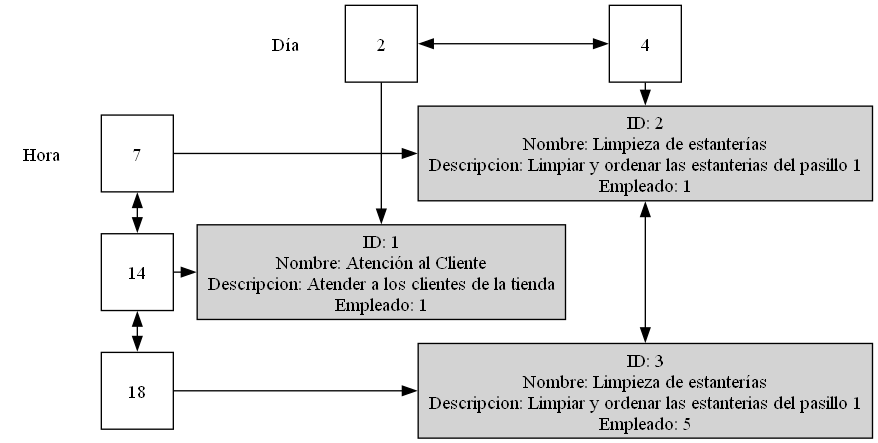 Día
2
4
Hora
7
ID: 2
Nombre: Limpieza de estanterías
Descripcion: Limpiar y ordenar las estanterias del pasillo 1
Empleado: 1
14
ID: 1
Nombre: Atención al Cliente
Descripcion: Atender a los clientes de la tienda
Empleado: 1
18
ID: 3
Nombre: Limpieza de estanterías
Descripcion: Limpiar y ordenar las estanterias del pasillo 1
Empleado: 5